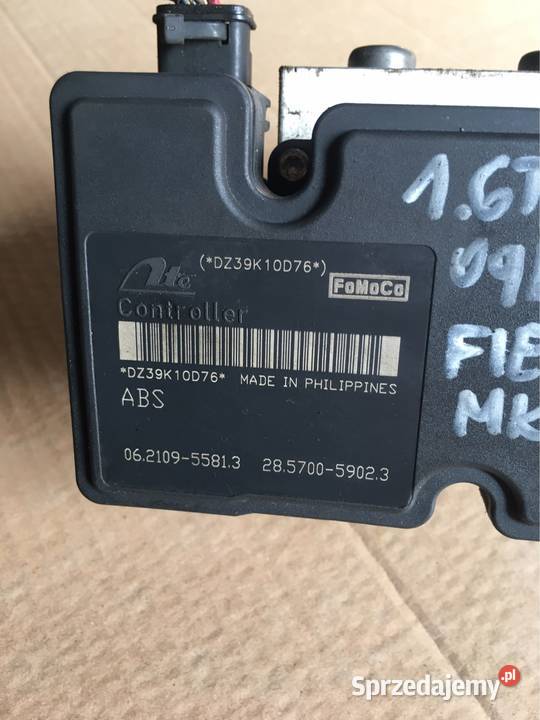 (*DZ39K10D76*)
Ate
FoMoCo
Controller
*DZ39K10D76* MADE IN PHILIPPINES
ABS
06.2109-5581.3 28.5700-5902.3
1.6T
FIE
MK
Sprzedajemy.pl